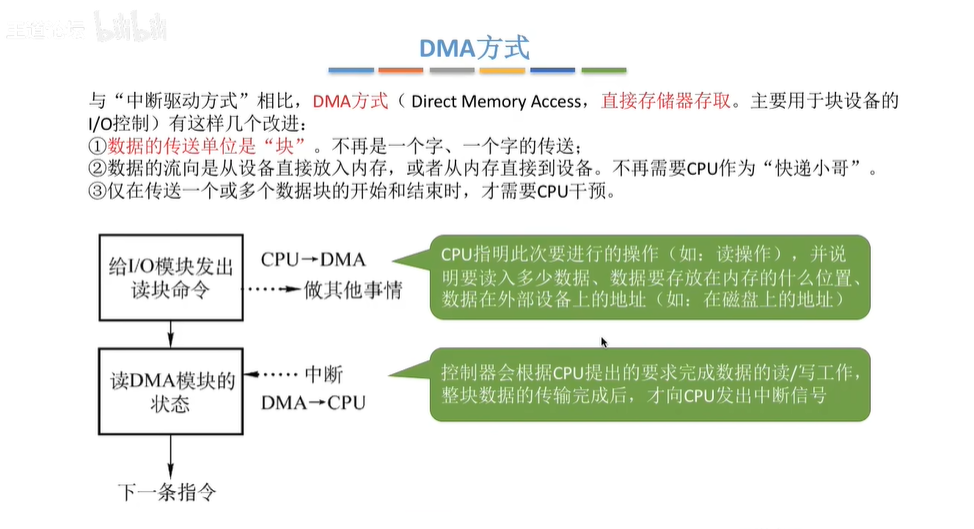 bilibili
DMA方式
与“中断驱动方式”相比，DMA方式（ Direct Memory Access，直接存储器存取。主要用于块设备的
I/O控制）有这样几个改进：
①数据的传送单位是“块”。不再是一个字、一个字的传送；
②数据的流向是从设备直接放入内存，或者从内存直接到设备。不再需要CPU作为“快递小哥”。
③仅在传送一个或多个数据块的开始和结束时，才需要CPU干预。
给I/O模块发出
读块命令
CPU→DMA
做其他事情
CPU指明此次要进行的操作（如：读操作），并说
明要读入多少数据、数据要存放在内存的什么位置、
数据在外部设备上的地址（如：在磁盘上的地址）
读DMA模块的
状态
中断
DMA→CPU
控制器会根据CPU提出的要求完成数据的读/写工作，
整块数据的传输完成后，才向CPU发出中断信号
下一条指令